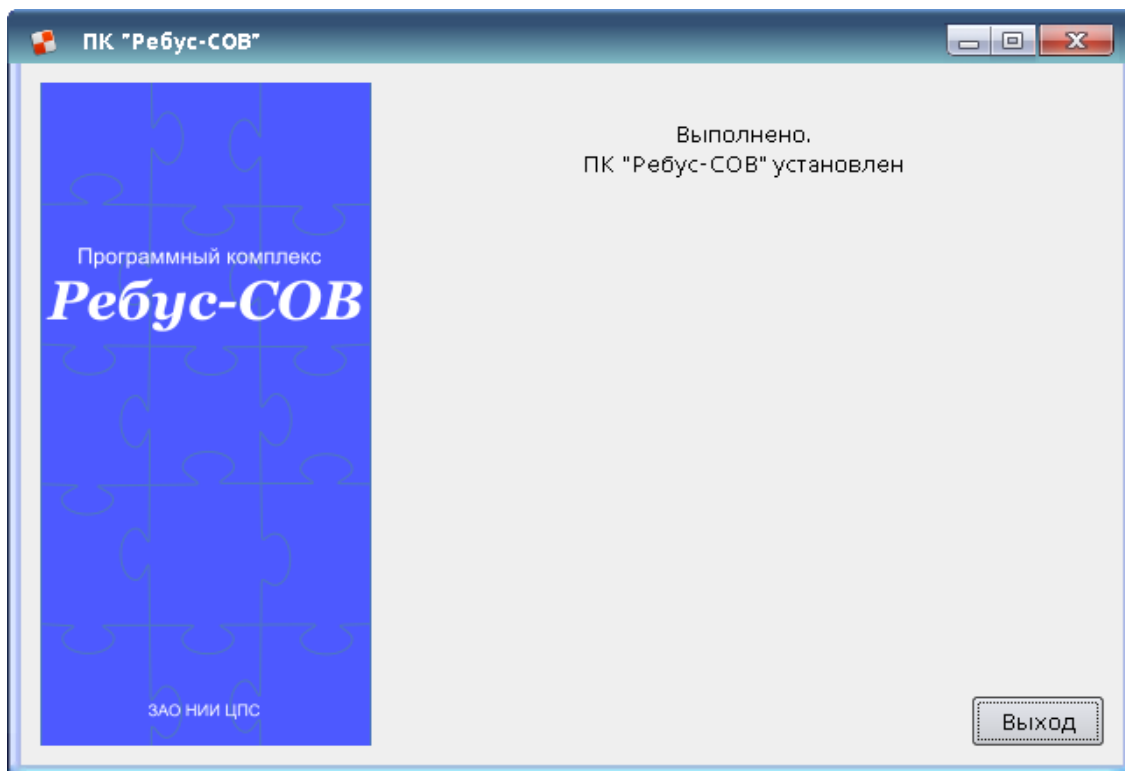 ПК "Ребус-СОВ"
Программный комплекс
Ребус-СОВ
ЗАО НИИ ЦПС
Выполнено.
ПК "Ребус-СОВ" установлен
Выход